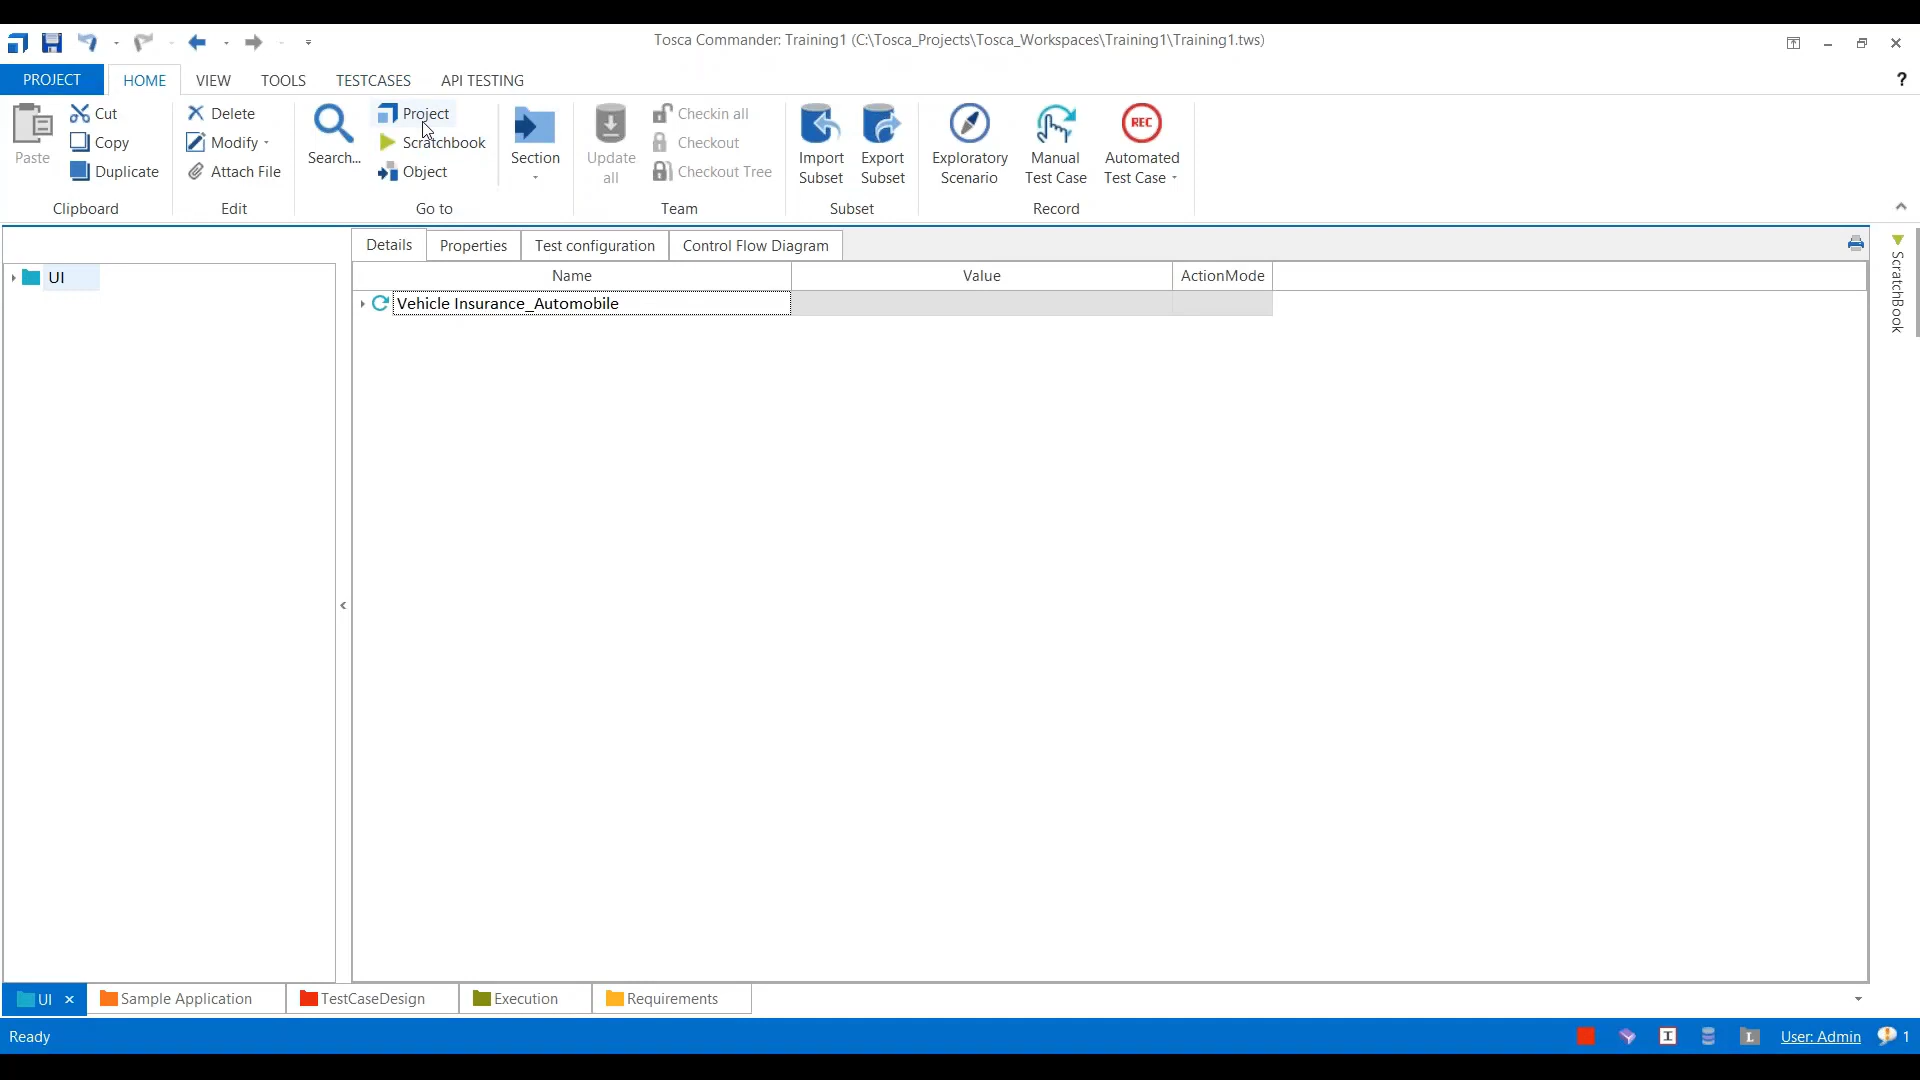 Tosca Commander: Training1 (C:\Tosca_Projects\Tosca_Workspaces\Training1\Training1.tws)
PROJECT HOME VIEW TOOLS TESTCASES API TESTING ?
Paste
Cut
Copy
Duplicate
Clipboard
Delete
Modify
Attach File
Edit
Search...
Project
Scratchbook
Object
Section
Go to
Update all
Checkin all
Checkout
Checkout Tree
Team
Import Subset
Export Subset
Subset
Exploratory Scenario
Manual Test Case
REC
Automated Test Case
Record
UI
Details Properties Test configuration Control Flow Diagram
Name Value ActionMode
Vehicle Insurance_Automobile
ScratchBook
UI Sample Application TestCaseDesign Execution Requirements
Ready I L User: Admin 1